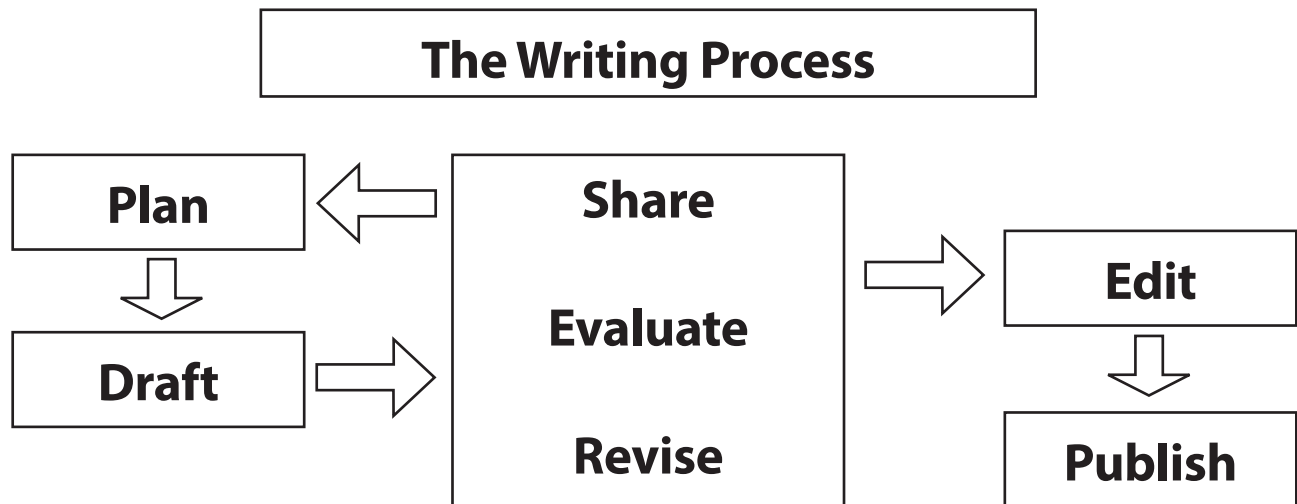 The Writing Process
Plan
Draft
Share
Evaluate
Revise
Edit
Publish